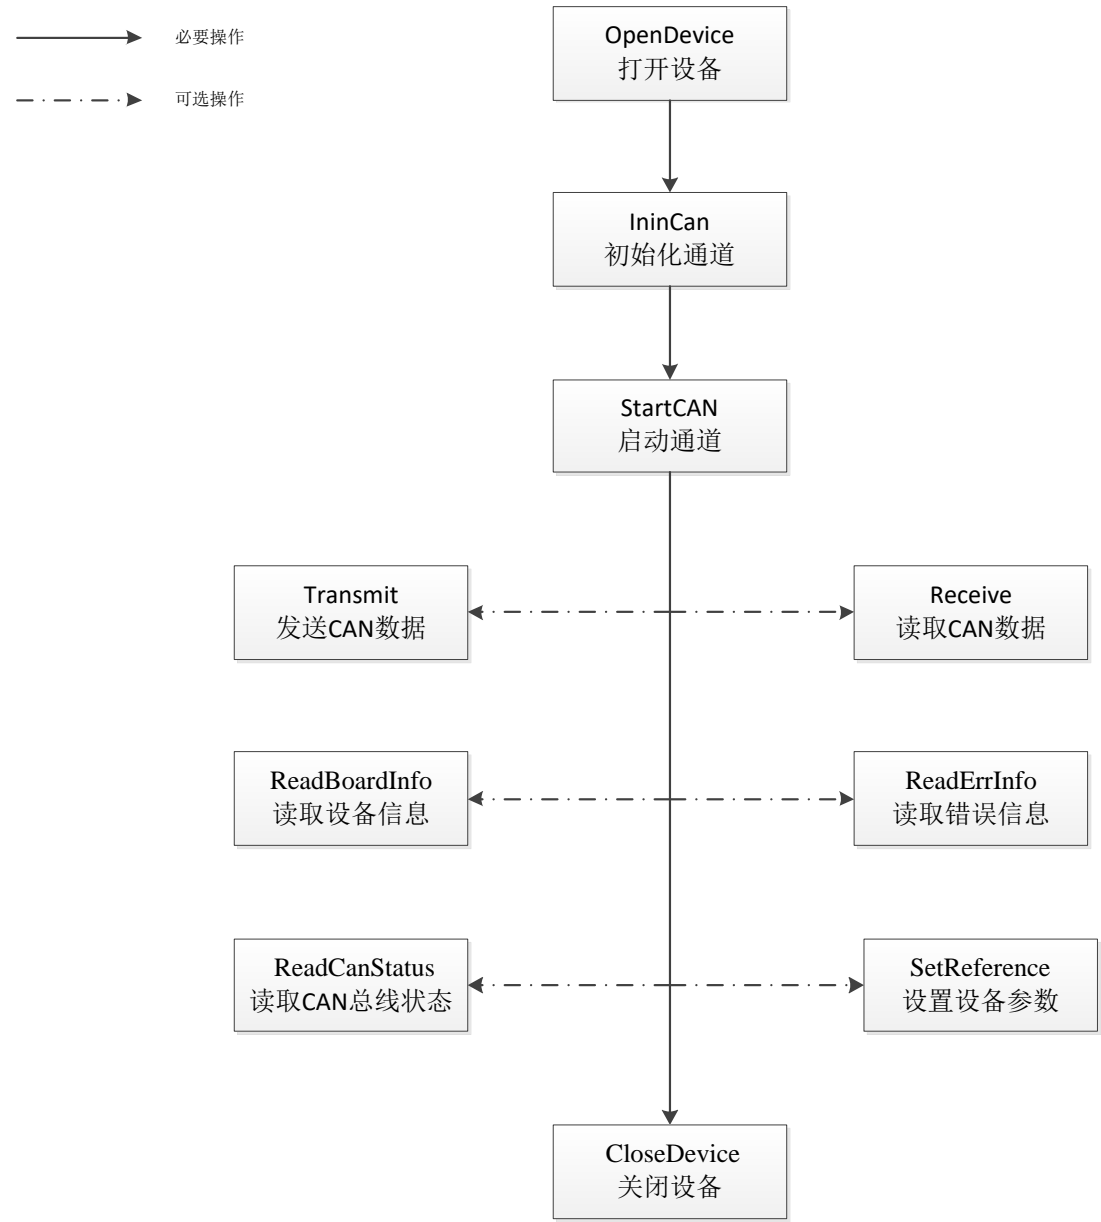 必要操作
可选操作
OpenDevice
打开设备
IninCan
初始化通道
StartCAN
启动通道
Transmit
发送CAN数据
Receive
读取CAN数据
ReadBoardInfo
读取设备信息
ReadErrInfo
读取错误信息
ReadCanStatus
读取CAN总线状态
SetReference
设置设备参数
CloseDevice
关闭设备